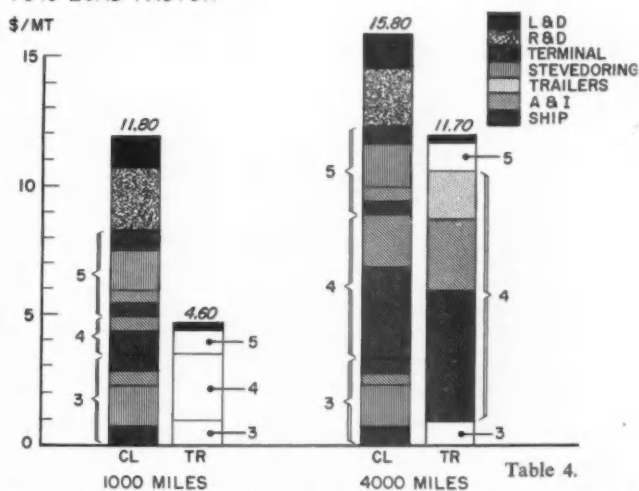 LOAD FACTOR
$/MT
15.80
L & D
R & D
TERMINAL
STEVEDORING
TRAILERS
A & I
SHIP
11.80
11.70
15
10
5
0
5
4
3
4.60
5
4
3
5
4
3
5
4
3
CL
TR
CL
TR
1000 MILES
4000 MILES
Table 4.